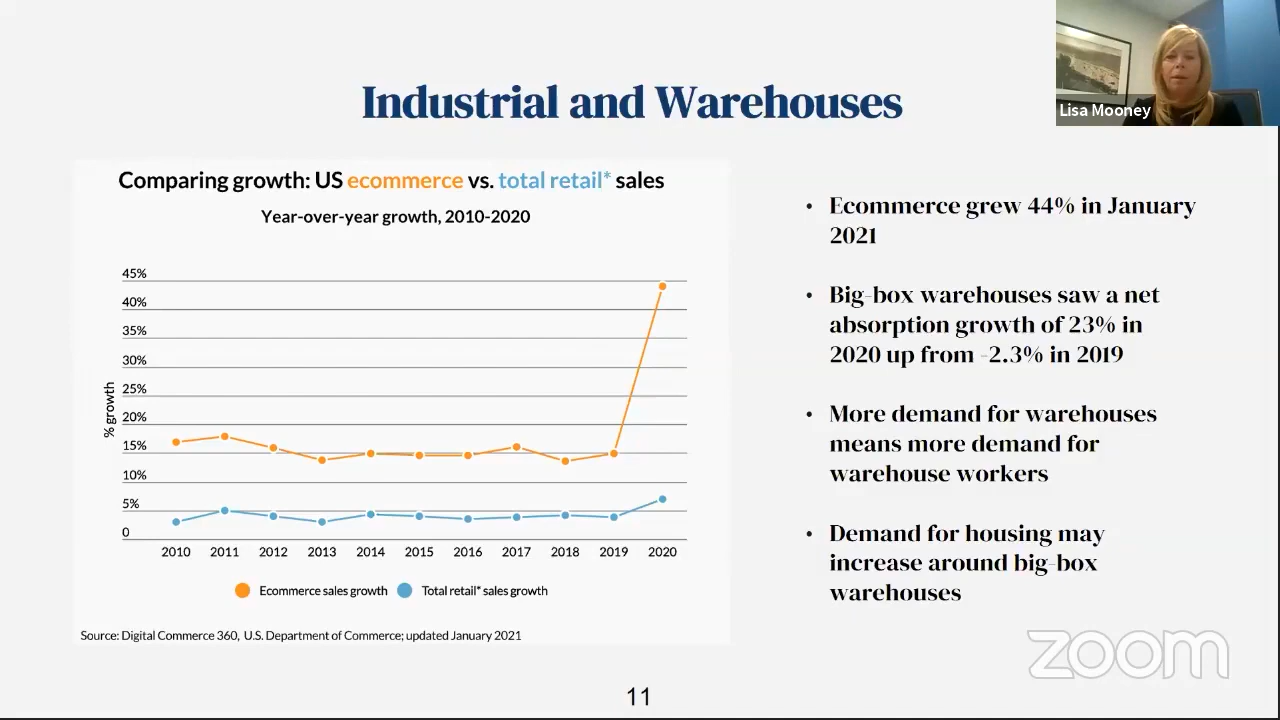 Industrial and Warehouses
Lisa Mooney
Comparing growth: US ecommerce vs. total retail* sales
Year-over-year growth, 2010-2020
% growth
45%
40%
35%
30%
25%
20%
15%
10%
5%
0
2010 2011 2012 2013 2014 2015 2016 2017 2018 2019 2020
Ecommerce sales growth Total retail* sales growth
Source: Digital Commerce 360, U.S. Department of Commerce; updated January 2021
• Ecommerce grew 44% in January
2021
• Big-box warehouses saw a net
absorption growth of 23% in
2020 up from -2.3% in 2019
• More demand for warehouses
means more demand for
warehouse workers
• Demand for housing may
increase around big-box
warehouses
zoom
11